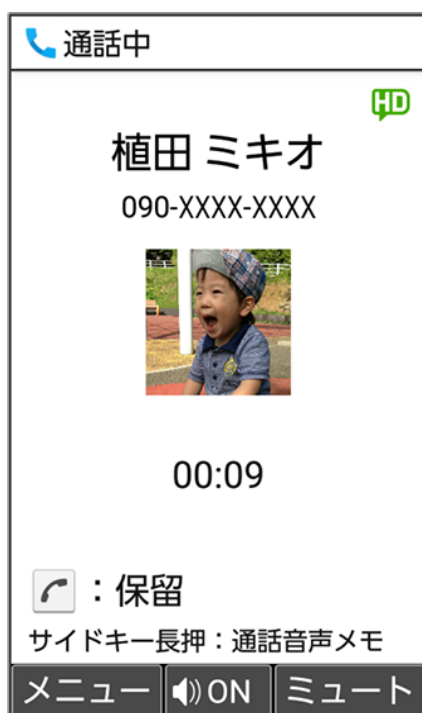 通話中
HD
植田 ミキオ
090-XXXX-XXXX
00:09
：保留
サイドキー長押：通話音声メモ
メニュー ON ミュート